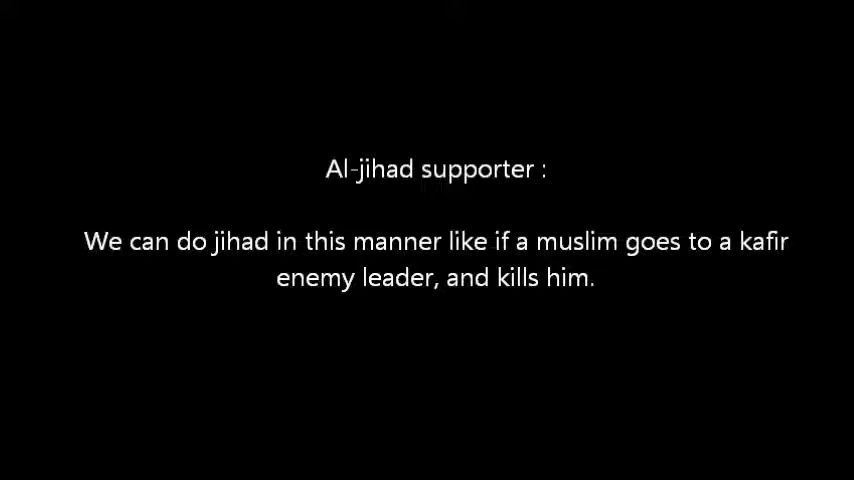 Al-jihad supporter :
We can do jihad in this manner like if a muslim goes to a kafir
enemy leader, and kills him.